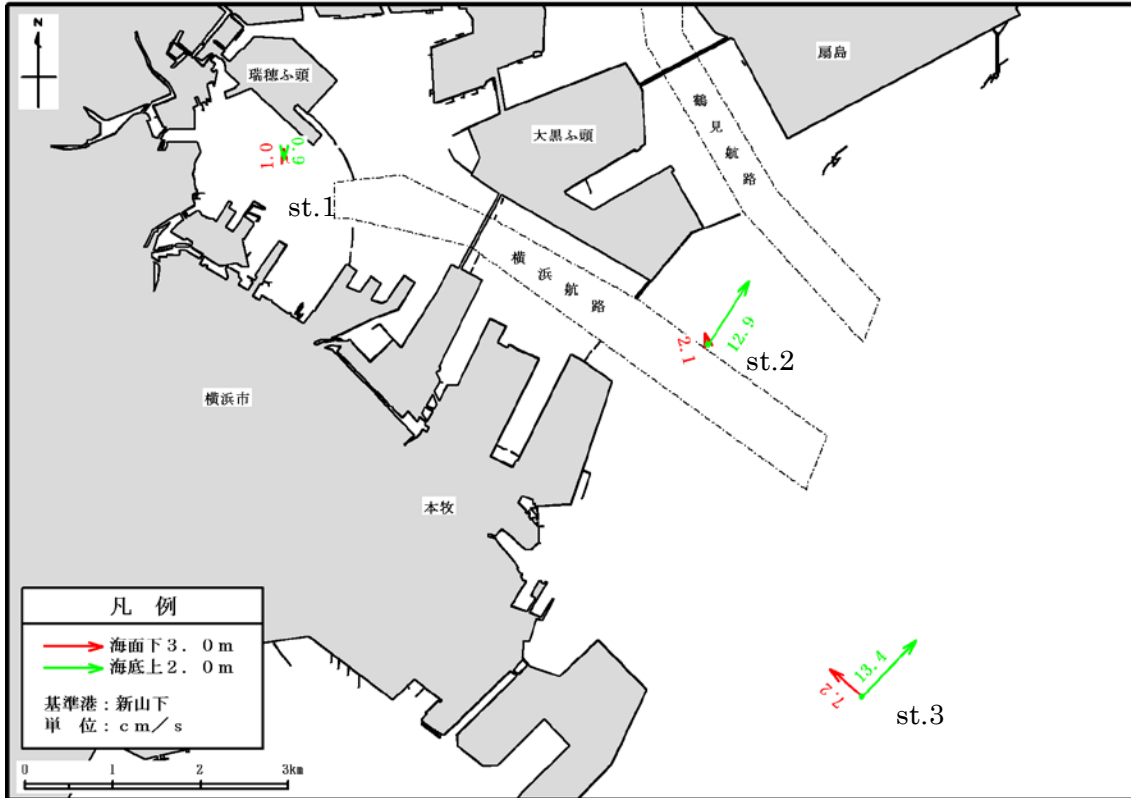 N
扇島
瑞穂ふ頭
鶴見航路
大黒ふ頭
1.0
st.1
横浜航路
12.9
2.1
st.2
横浜市
本牧
13.4
7.2
st.3
凡 例
海面下3.0m
海底上2.0m
基準港:新山下
単 位:cm/s
0 1 2 3km